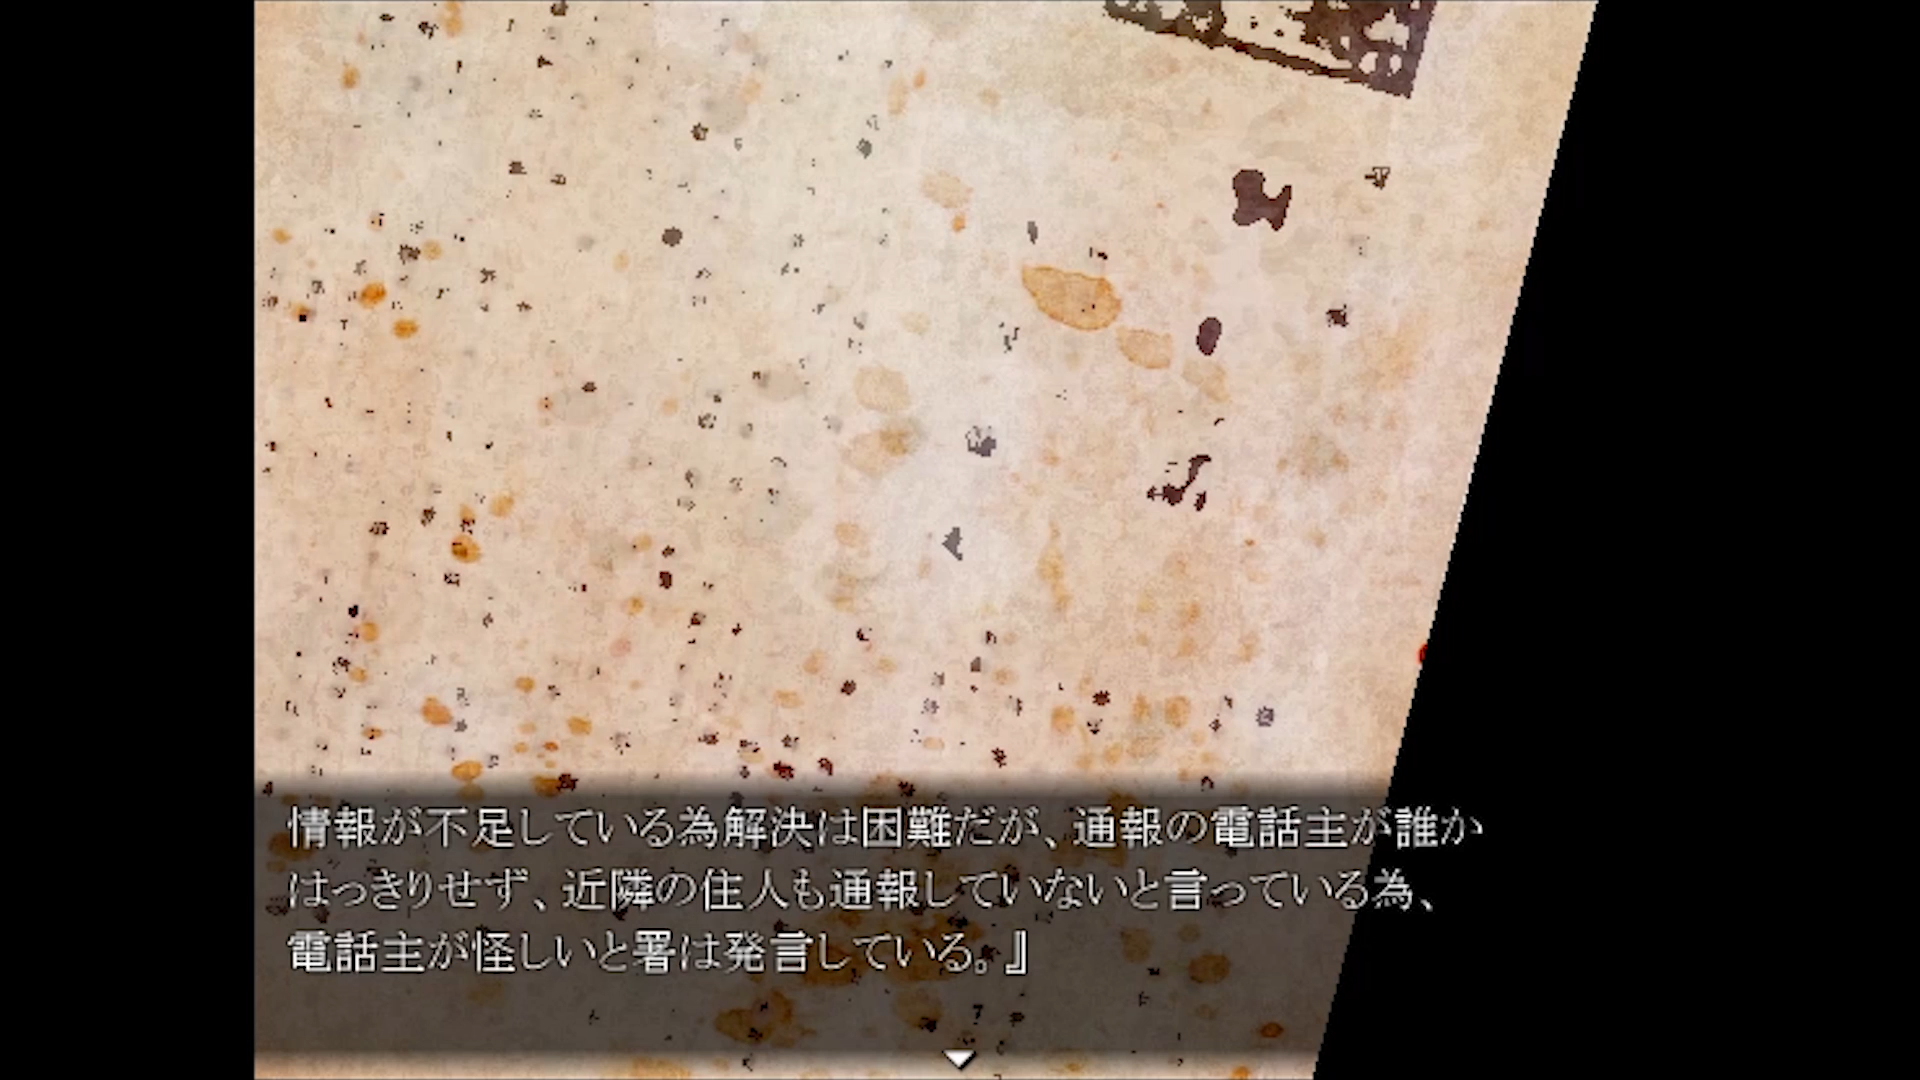 情報が不足している為解決は困難だが、通報の電話主が誰か
はっきりせず、近隣の住人も通報していないと言っている為、
電話主が怪しいと署は発言している。』